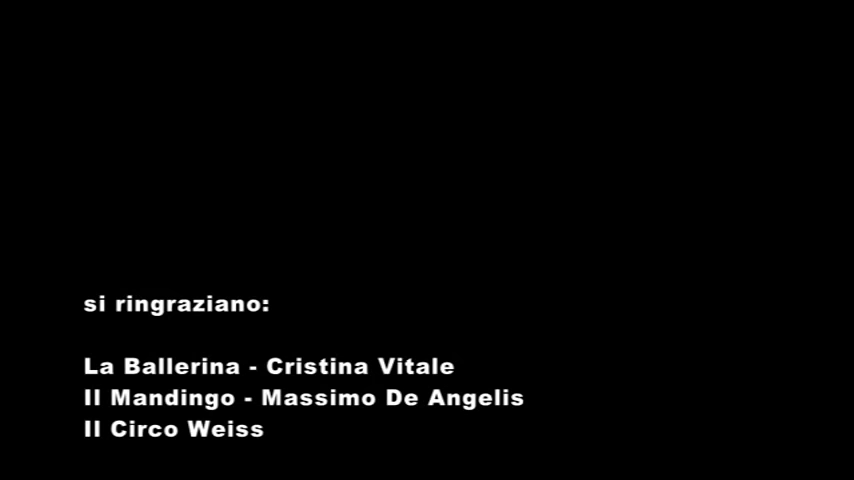 si ringraziano:
La Ballerina - Cristina Vitale
Il Mandingo - Massimo De Angelis
Il Circo Weiss